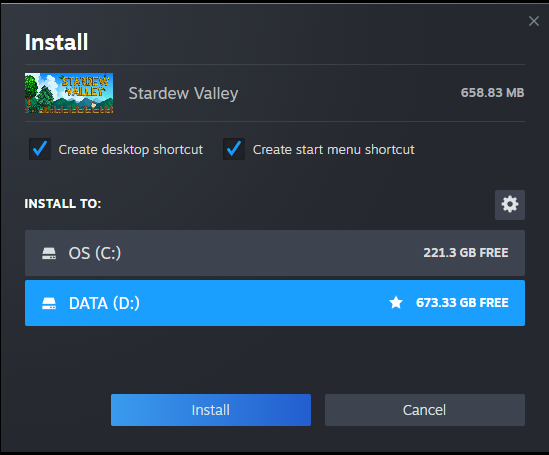 Install
STARDEW
VALLEY
Stardew Valley
658.83 MB
Create desktop shortcut
Create start menu shortcut
INSTALL TO:
OS (C:)
221.3 GB FREE
DATA (D:)
673.33 GB FREE
Install
Cancel